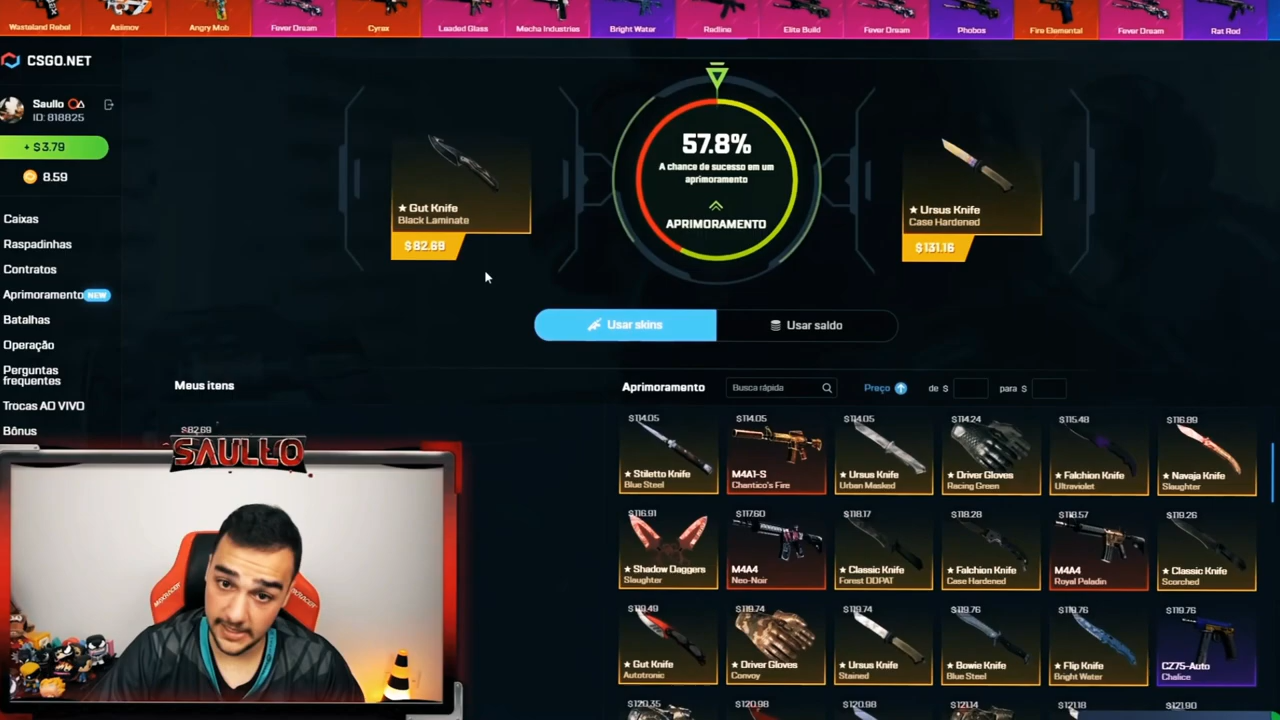 Wasteland Rebel
Asiimov
Angry Mob
Fever Dream
Cyrex
Loaded Glass
Mecha Industries
Bright Water
Redline
Elite Build
Fever Dream
Phobos
Fire Elemental
Fever Dream
Rat Rod
CSGO.NET
Saullo
ID: 818825
+ $3.79
8.59
Caixas
Raspadinhas
Contratos
Aprimoramento NEW
Batalhas
Operação
Perguntas
frequentes
Trocas AO VIVO
Bônus
★ Gut Knife
Black Laminate
$82.69
57.8%
A chance de sucesso em um
aprimoramento
APRIMORAMENTO
★ Ursus Knife
Case Hardened
$131.16
Usar skins
Usar saldo
Meus itens
$82.69
Aprimoramento
Busca rápida
Preço
de $
para $
$114.05
★ Stiletto Knife
Blue Steel
$114.05
M4A1-S
Chantico's Fire
$114.05
★ Ursus Knife
Urban Masked
$114.24
★ Driver Gloves
Racing Green
$115.48
★ Falchion Knife
Ultraviolet
$116.89
★ Navaja Knife
Slaughter
$116.91
★ Shadow Daggers
Slaughter
$117.60
M4A4
Neo-Noir
$118.17
★ Classic Knife
Forest DDPAT
$118.28
★ Falchion Knife
Case Hardened
$118.57
M4A4
Royal Paladin
$119.26
★ Classic Knife
Scorched
$119.49
★ Gut Knife
Autotronic
$119.74
★ Driver Gloves
Convoy
$119.74
★ Ursus Knife
Stained
$119.76
★ Bowie Knife
Blue Steel
$119.76
★ Flip Knife
Bright Water
$119.76
CZ75-Auto
Chalice
$120.35
$120.98
$120.98
$121.14
$121.18
$121.90
SAULLO